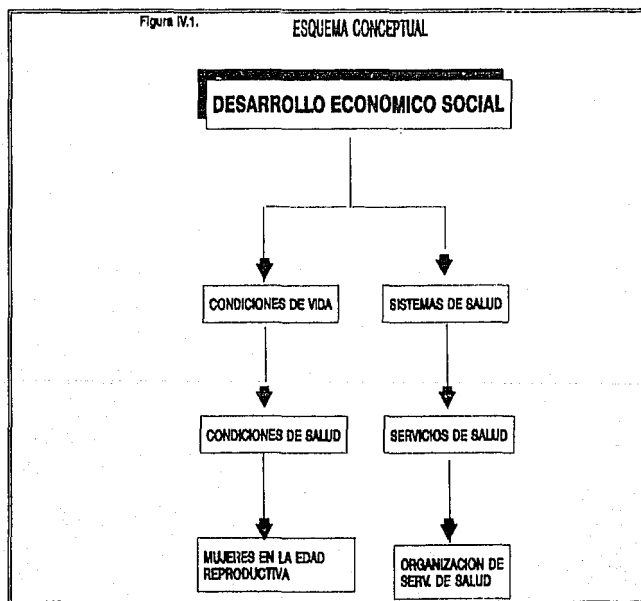 Figura IV.1.
ESQUEMA CONCEPTUAL
DESARROLLO ECONOMICO SOCIAL
CONDICIONES DE VIDA
SISTEMAS DE SALUD
CONDICIONES DE SALUD
SERVICIOS DE SALUD
MUJERES EN LA EDAD
REPRODUCTIVA
ORGANIZACION DE
SERV. DE SALUD